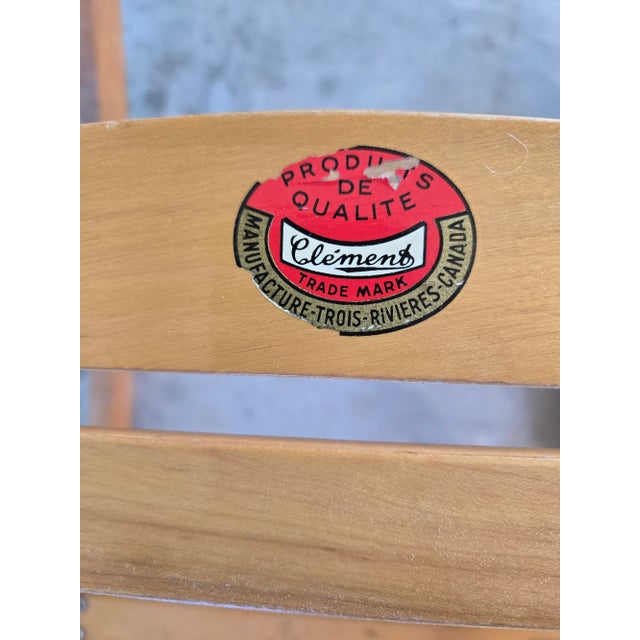 PRODUITS
DE
QUALITE
Clément
TRADE MARK
MANUFACTURE-TROIS-RIVIERES-CANADA